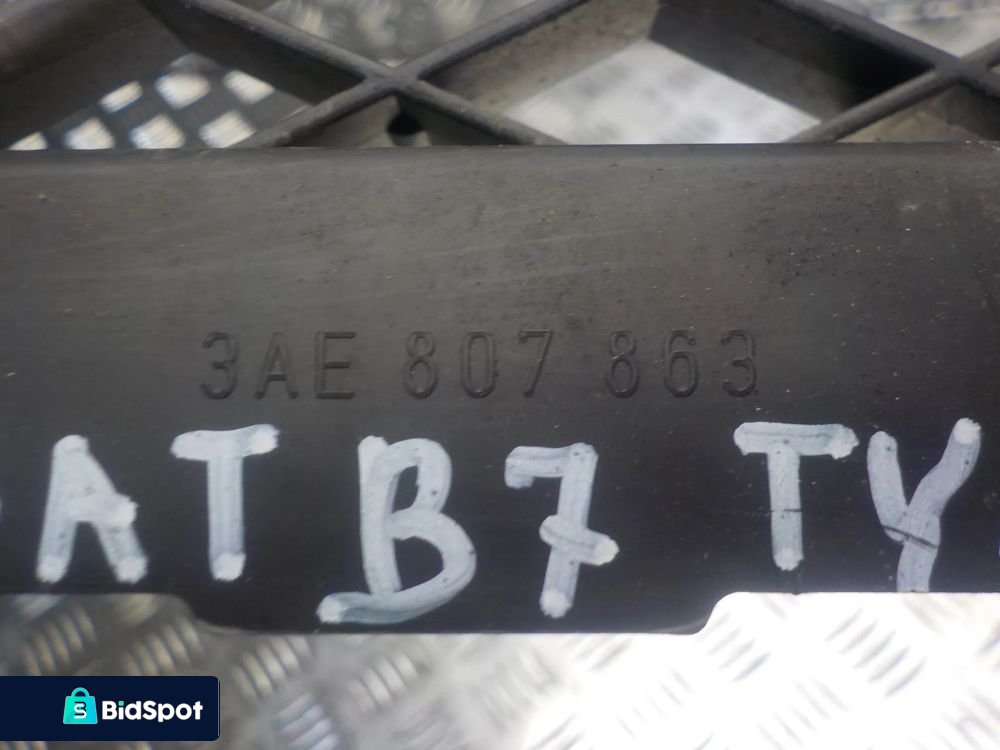 3AE 807 863
AT B7 TY
BidSpot